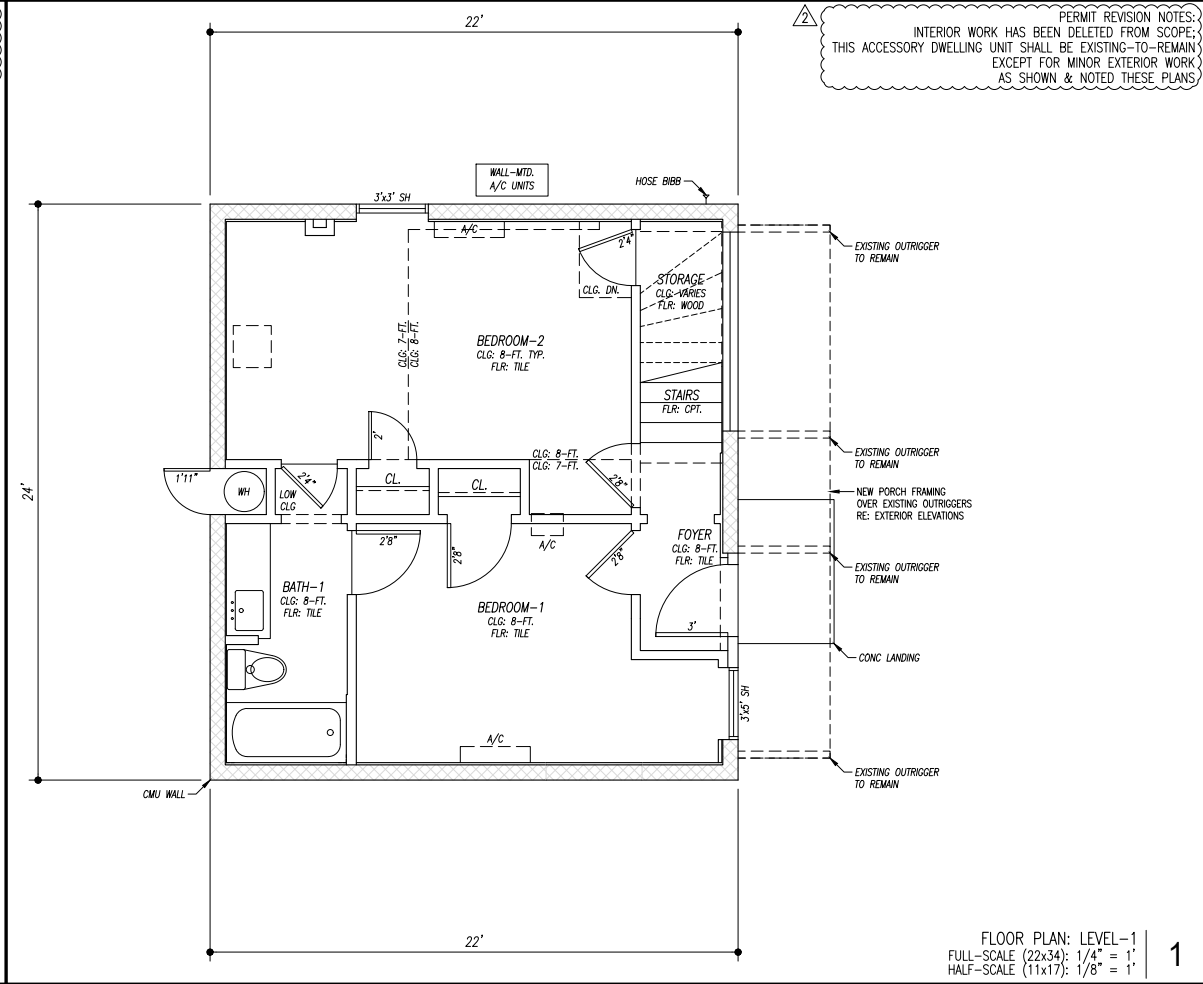 22'
2
PERMIT REVISION NOTES:
INTERIOR WORK HAS BEEN DELETED FROM SCOPE;
THIS ACCESSORY DWELLING UNIT SHALL BE EXISTING-TO-REMAIN
EXCEPT FOR MINOR EXTERIOR WORK
AS SHOWN & NOTED THESE PLANS
WALL-MTD.
A/C UNITS
HOSE BIBB
3'x3' SH
A/C
2'4"
EXISTING OUTRIGGER
TO REMAIN
STORAGE
CLG: VARIES
FLR: WOOD
CLG. DN.
CLG: 7-FT.
CLG: 8-FT.
BEDROOM-2
CLG: 8-FT. TYP.
FLR: TILE
STAIRS
FLR: CPT.
2'
24'
CLG: 8-FT.
CLG: 7-FT.
EXISTING OUTRIGGER
TO REMAIN
1'11"
WH
2'4"
LOW
CLG
CL.
CL.
2'8"
NEW PORCH FRAMING
OVER EXISTING OUTRIGGERS
RE: EXTERIOR ELEVATIONS
2'8"
2'8"
A/C
2'8"
FOYER
CLG: 8-FT.
FLR: TILE
EXISTING OUTRIGGER
TO REMAIN
BATH-1
CLG: 8-FT.
FLR: TILE
BEDROOM-1
CLG: 8-FT.
FLR: TILE
3'
CONC LANDING
3'x5' SH
A/C
EXISTING OUTRIGGER
TO REMAIN
CMU WALL
22'
FLOOR PLAN: LEVEL-1
FULL-SCALE (22x34): 1/4" = 1'
HALF-SCALE (11x17): 1/8" = 1'
1